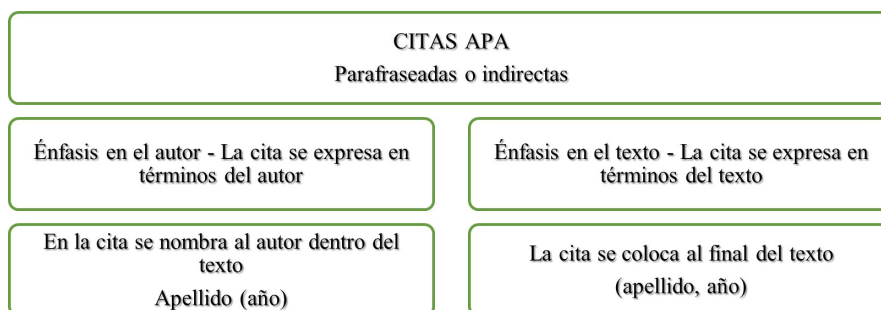 CITAS APA
Parafraseadas o indirectas
Énfasis en el autor - La cita se expresa en
términos del autor
Énfasis en el texto - La cita se expresa en
términos del texto
En la cita se nombra al autor dentro del
texto
Apellido (año)
La cita se coloca al final del texto
(apellido, año)